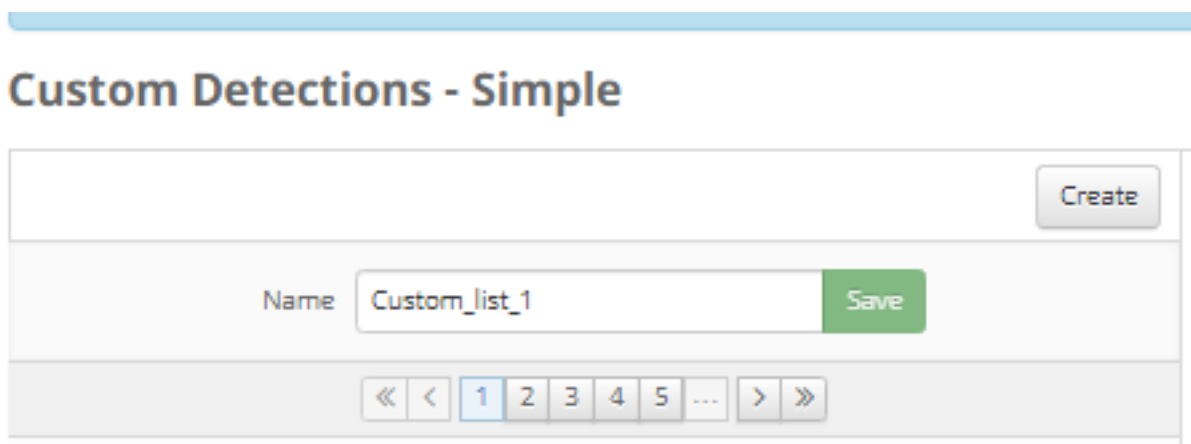 Custom Detections - Simple
Create
Name Custom_list_1 Save
« < 1 2 3 4 5 ... > »